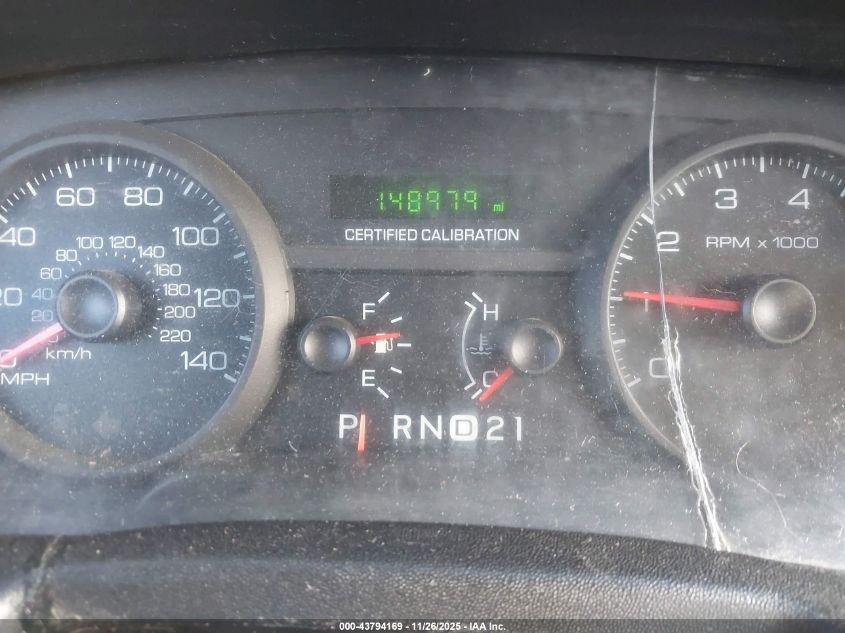 148979 mi
CERTIFIED CALIBRATION
20 40 60 80 100 120 140
20 40 60 80 100 120 140 160 180 200 220
km/h
MPH
F
E
H
C
0 1 2 3 4
RPM x 1000
P R N D 2 1
000-43794169 - 11/26/2025 - IAA Inc.